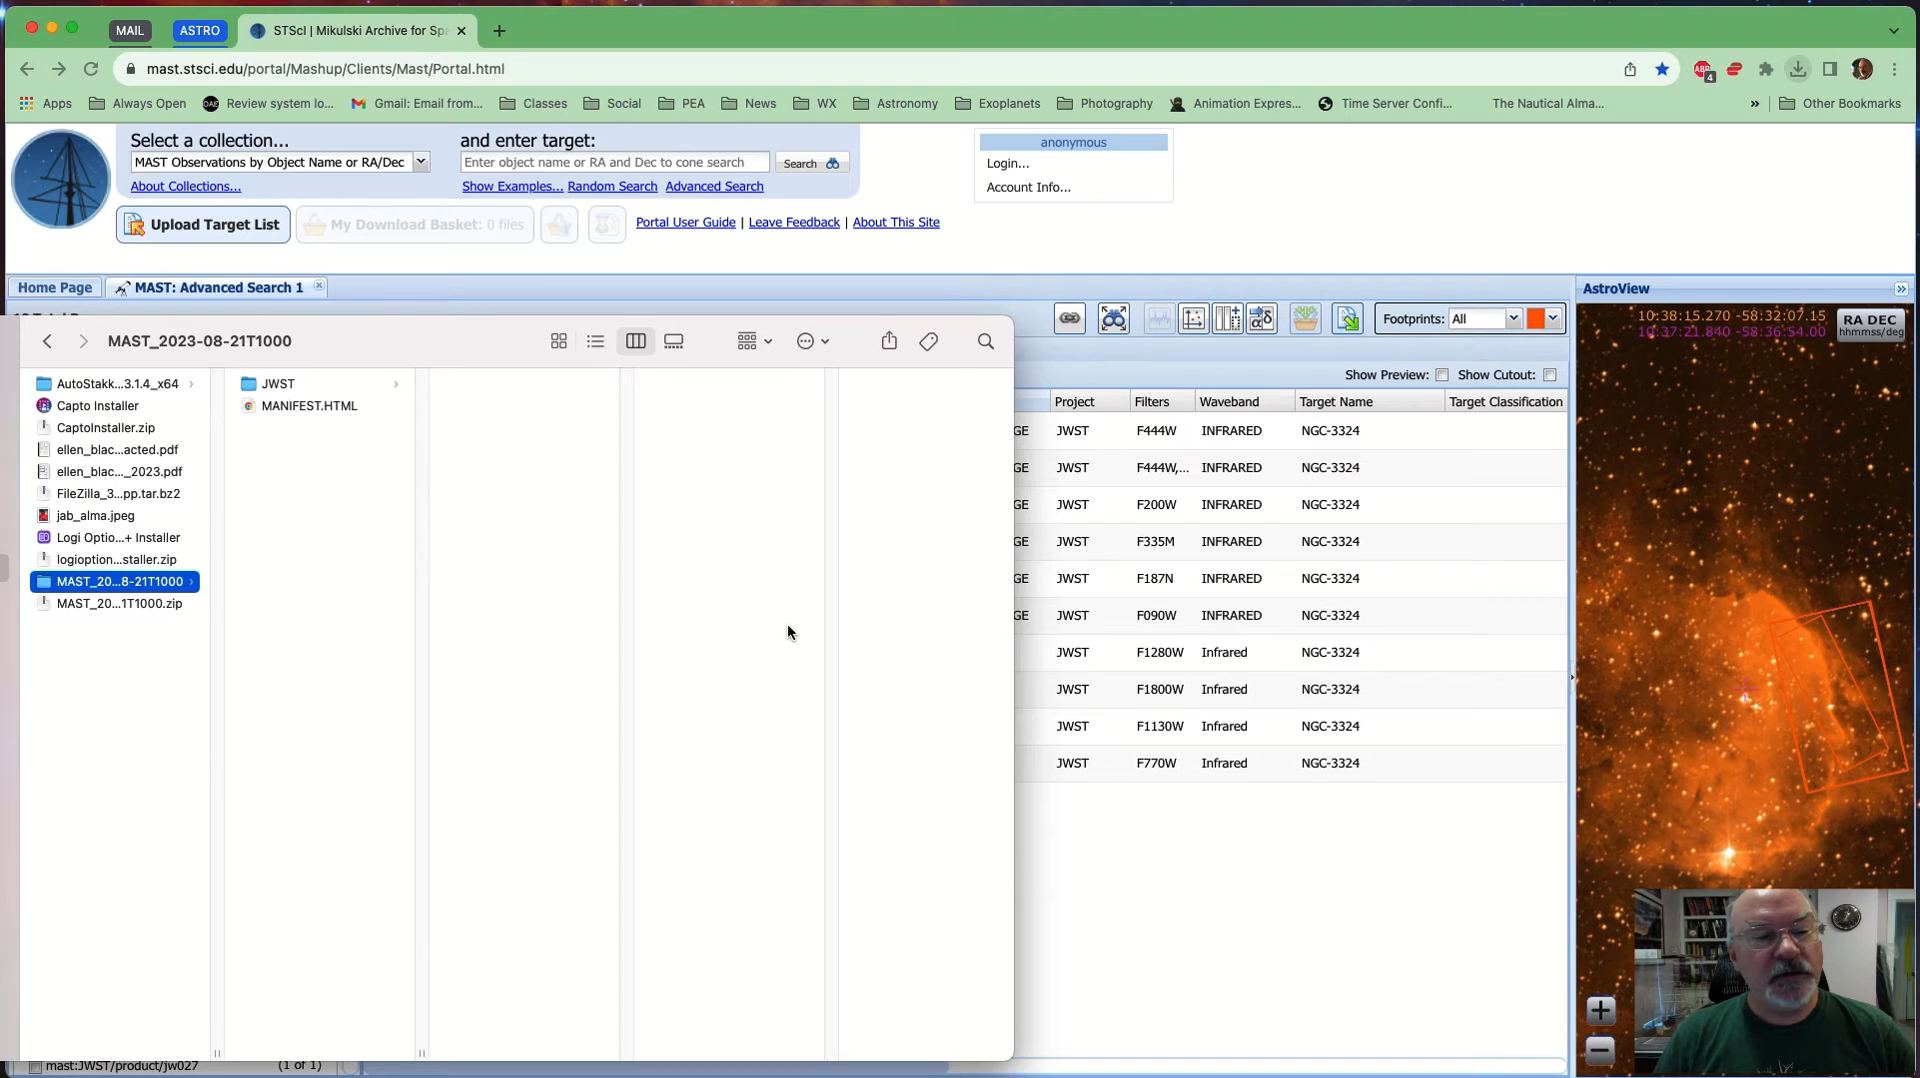 MAIL
ASTRO
STScI | Mikulski Archive for Spa
mast.stsci.edu/portal/Mashup/Clients/Mast/Portal.html
4
Apps
Always Open
OAE
Review system lo...
Gmail: Email from...
Classes
Social
PEA
News
WX
Astronomy
Exoplanets
Photography
Animation Expres...
Time Server Confi...
The Nautical Alma...
»
Other Bookmarks
Select a collection...
and enter target:
MAST Observations by Object Name or RA/Dec
Enter object name or RA and Dec to cone search
Search
About Collections...
Show Examples... Random Search Advanced Search
anonymous
Login...
Account Info...
Upload Target List
My Download Basket: 0 files
Portal User Guide | Leave Feedback | About This Site
Home Page
MAST: Advanced Search 1
AstroView
Footprints: All
10:38:15.270 -58:32:07.15
10:37:21.840 -58:36:54.00
RA DEC
hhmmss/deg
MAST_2023-08-21T1000
Show Preview:
Show Cutout:
AutoStakk...3.1.4_x64
Capto Installer
CaptoInstaller.zip
ellen_blac...acted.pdf
ellen_blac..._2023.pdf
FileZilla_3...pp.tar.bz2
jab_alma.jpeg
Logi Optio...+ Installer
logioption...staller.zip
MAST_20...8-21T1000
MAST_20...1T1000.zip
JWST
MANIFEST.HTML
Project Filters Waveband Target Name Target Classification
GE JWST F444W INFRARED NGC-3324
GE JWST F444W,... INFRARED NGC-3324
GE JWST F200W INFRARED NGC-3324
GE JWST F335M INFRARED NGC-3324
GE JWST F187N INFRARED NGC-3324
GE JWST F090W INFRARED NGC-3324
JWST F1280W Infrared NGC-3324
JWST F1800W Infrared NGC-3324
JWST F1130W Infrared NGC-3324
JWST F770W Infrared NGC-3324
mast:JWST/product/jw027
(1 of 1)